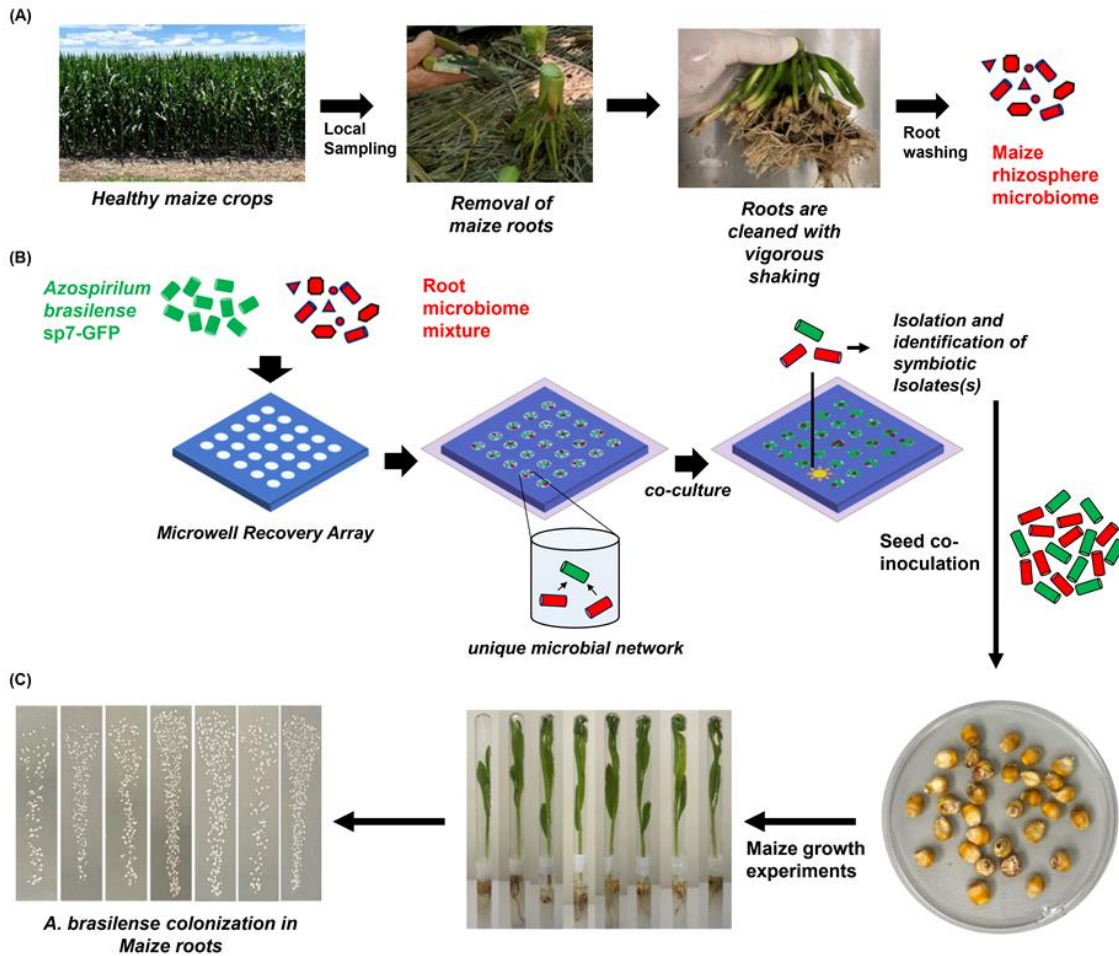 (A)
Local
Sampling
Root
washing
Healthy maize crops
Removal of
maize roots
Roots are
cleaned with
vigorous
shaking
Maize
rhizosphere
microbiome
(B)
Azospirilum
brasilense
sp7-GFP
Root
microbiome
mixture
Isolation and
identification of
symbiotic
Isolates(s)
Microwell Recovery Array
co-culture
unique microbial network
Seed co-
inoculation
(C)
Maize growth
experiments
A. brasilense colonization in
Maize roots